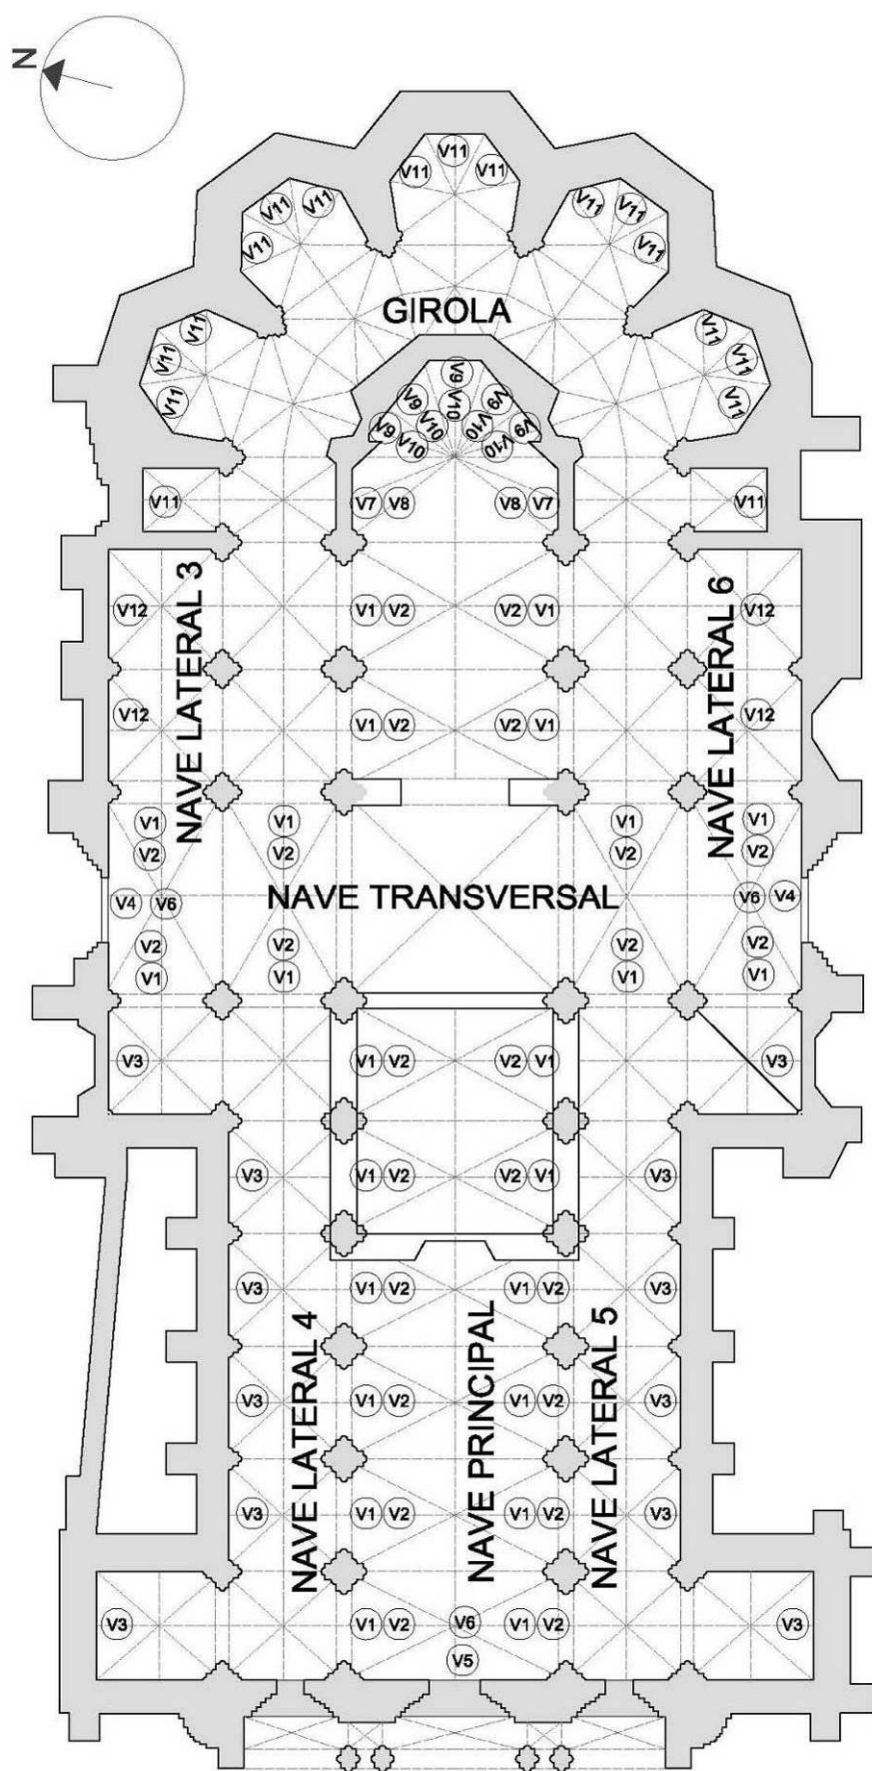 N
V11
V11 V11
V11 V11 V11 V11
V11 V11
GIROLA
V11 V11
V11 V11
V9
V9 V9
V11 V10 V11
V10 V10
V9 V9
V10 V10
V11 V7 V8 V8 V7 V11
NAVE LATERAL 3
NAVE LATERAL 6
V12 V1 V2 V2 V1 V12
V12 V1 V2 V2 V1 V12
V1 V1 V1 V1
V2 V2 V2 V2
V4 V6 NAVE TRANSVERSAL V6 V4
V2 V2 V2 V2
V1 V1 V1 V1
V3 V1 V2 V2 V1 V3
V3 V1 V2 V2 V1 V3
V3 V1 V2 V1 V2 V3
NAVE LATERAL 4
NAVE PRINCIPAL
NAVE LATERAL 5
V3 V1 V2 V1 V2 V3
V3 V1 V2 V1 V2 V3
V3 V1 V2 V6 V1 V2 V3
V5